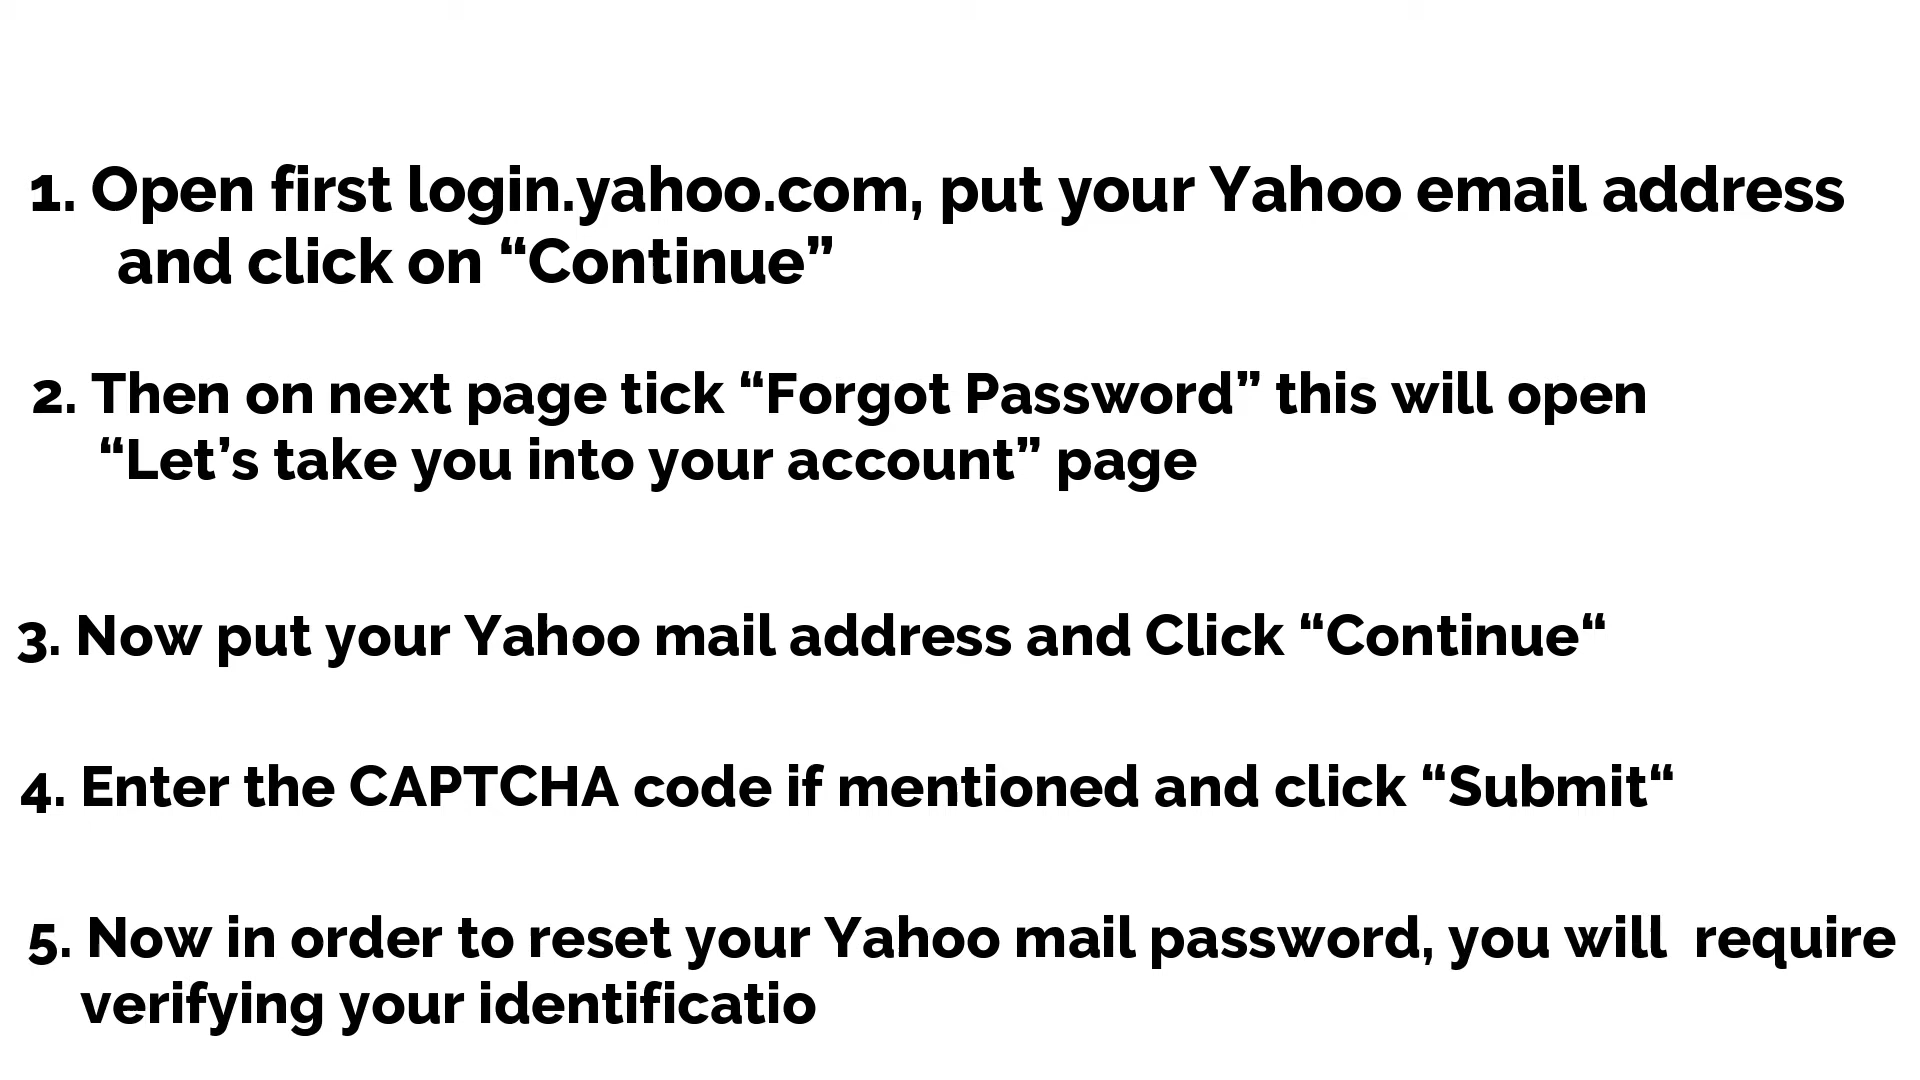 1. Open first login.yahoo.com, put your Yahoo email address
and click on “Continue”
2. Then on next page tick “Forgot Password” this will open
“Let’s take you into your account” page
3. Now put your Yahoo mail address and Click “Continue“
4. Enter the CAPTCHA code if mentioned and click “Submit“
5. Now in order to reset your Yahoo mail password, you will  require
verifying your identificatio